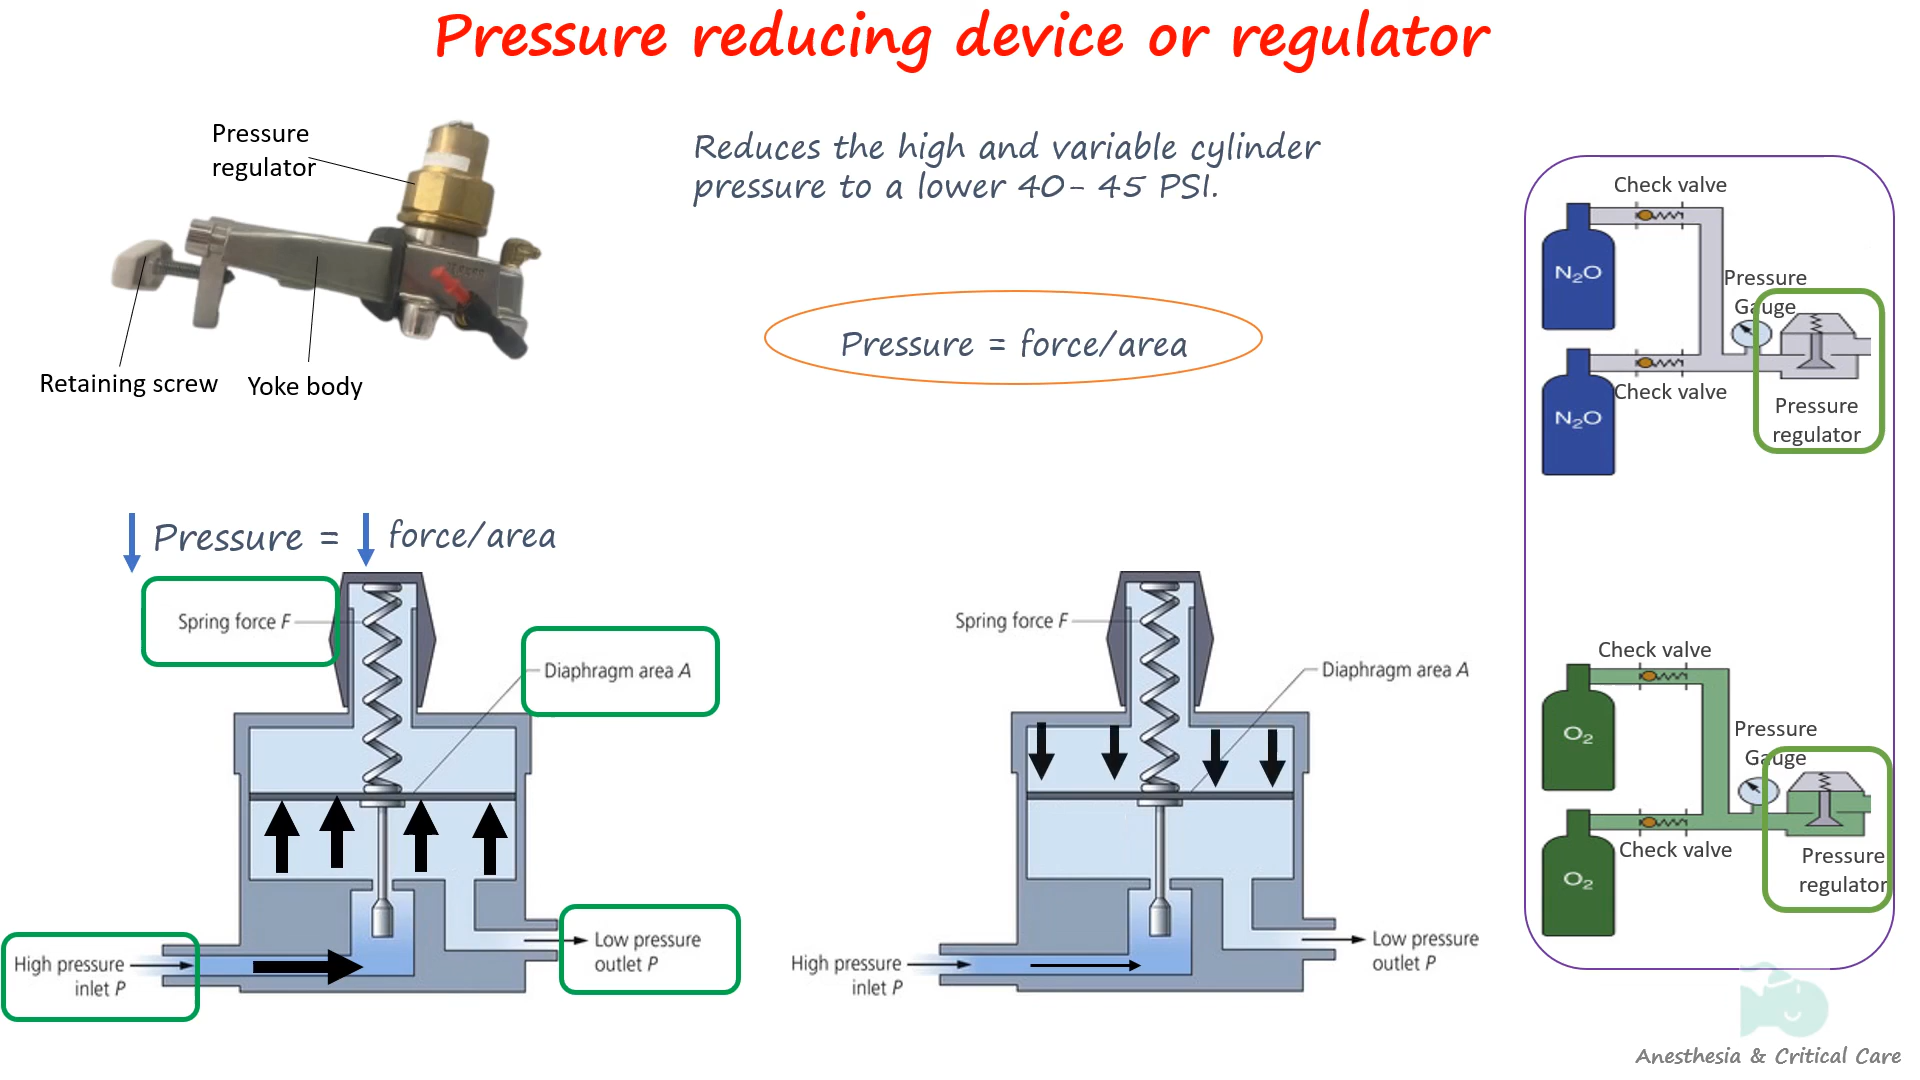 Pressure reducing device or regulator
Pressure
regulator
Retaining screw
Yoke body
Reduces the high and variable cylinder
pressure to a lower 40- 45 PSI.
Pressure = force/area
Pressure = force/area
Spring force F
Diaphragm area A
High pressure
inlet P
Low pressure
outlet P
Spring force F
Diaphragm area A
High pressure
inlet P
Low pressure
outlet P
Check valve
N₂O
Pressure
Gauge
N₂O
Check valve
Pressure
regulator
Check valve
O₂
Pressure
Gauge
O₂
Check valve
Pressure
regulator
Anesthesia & Critical Care